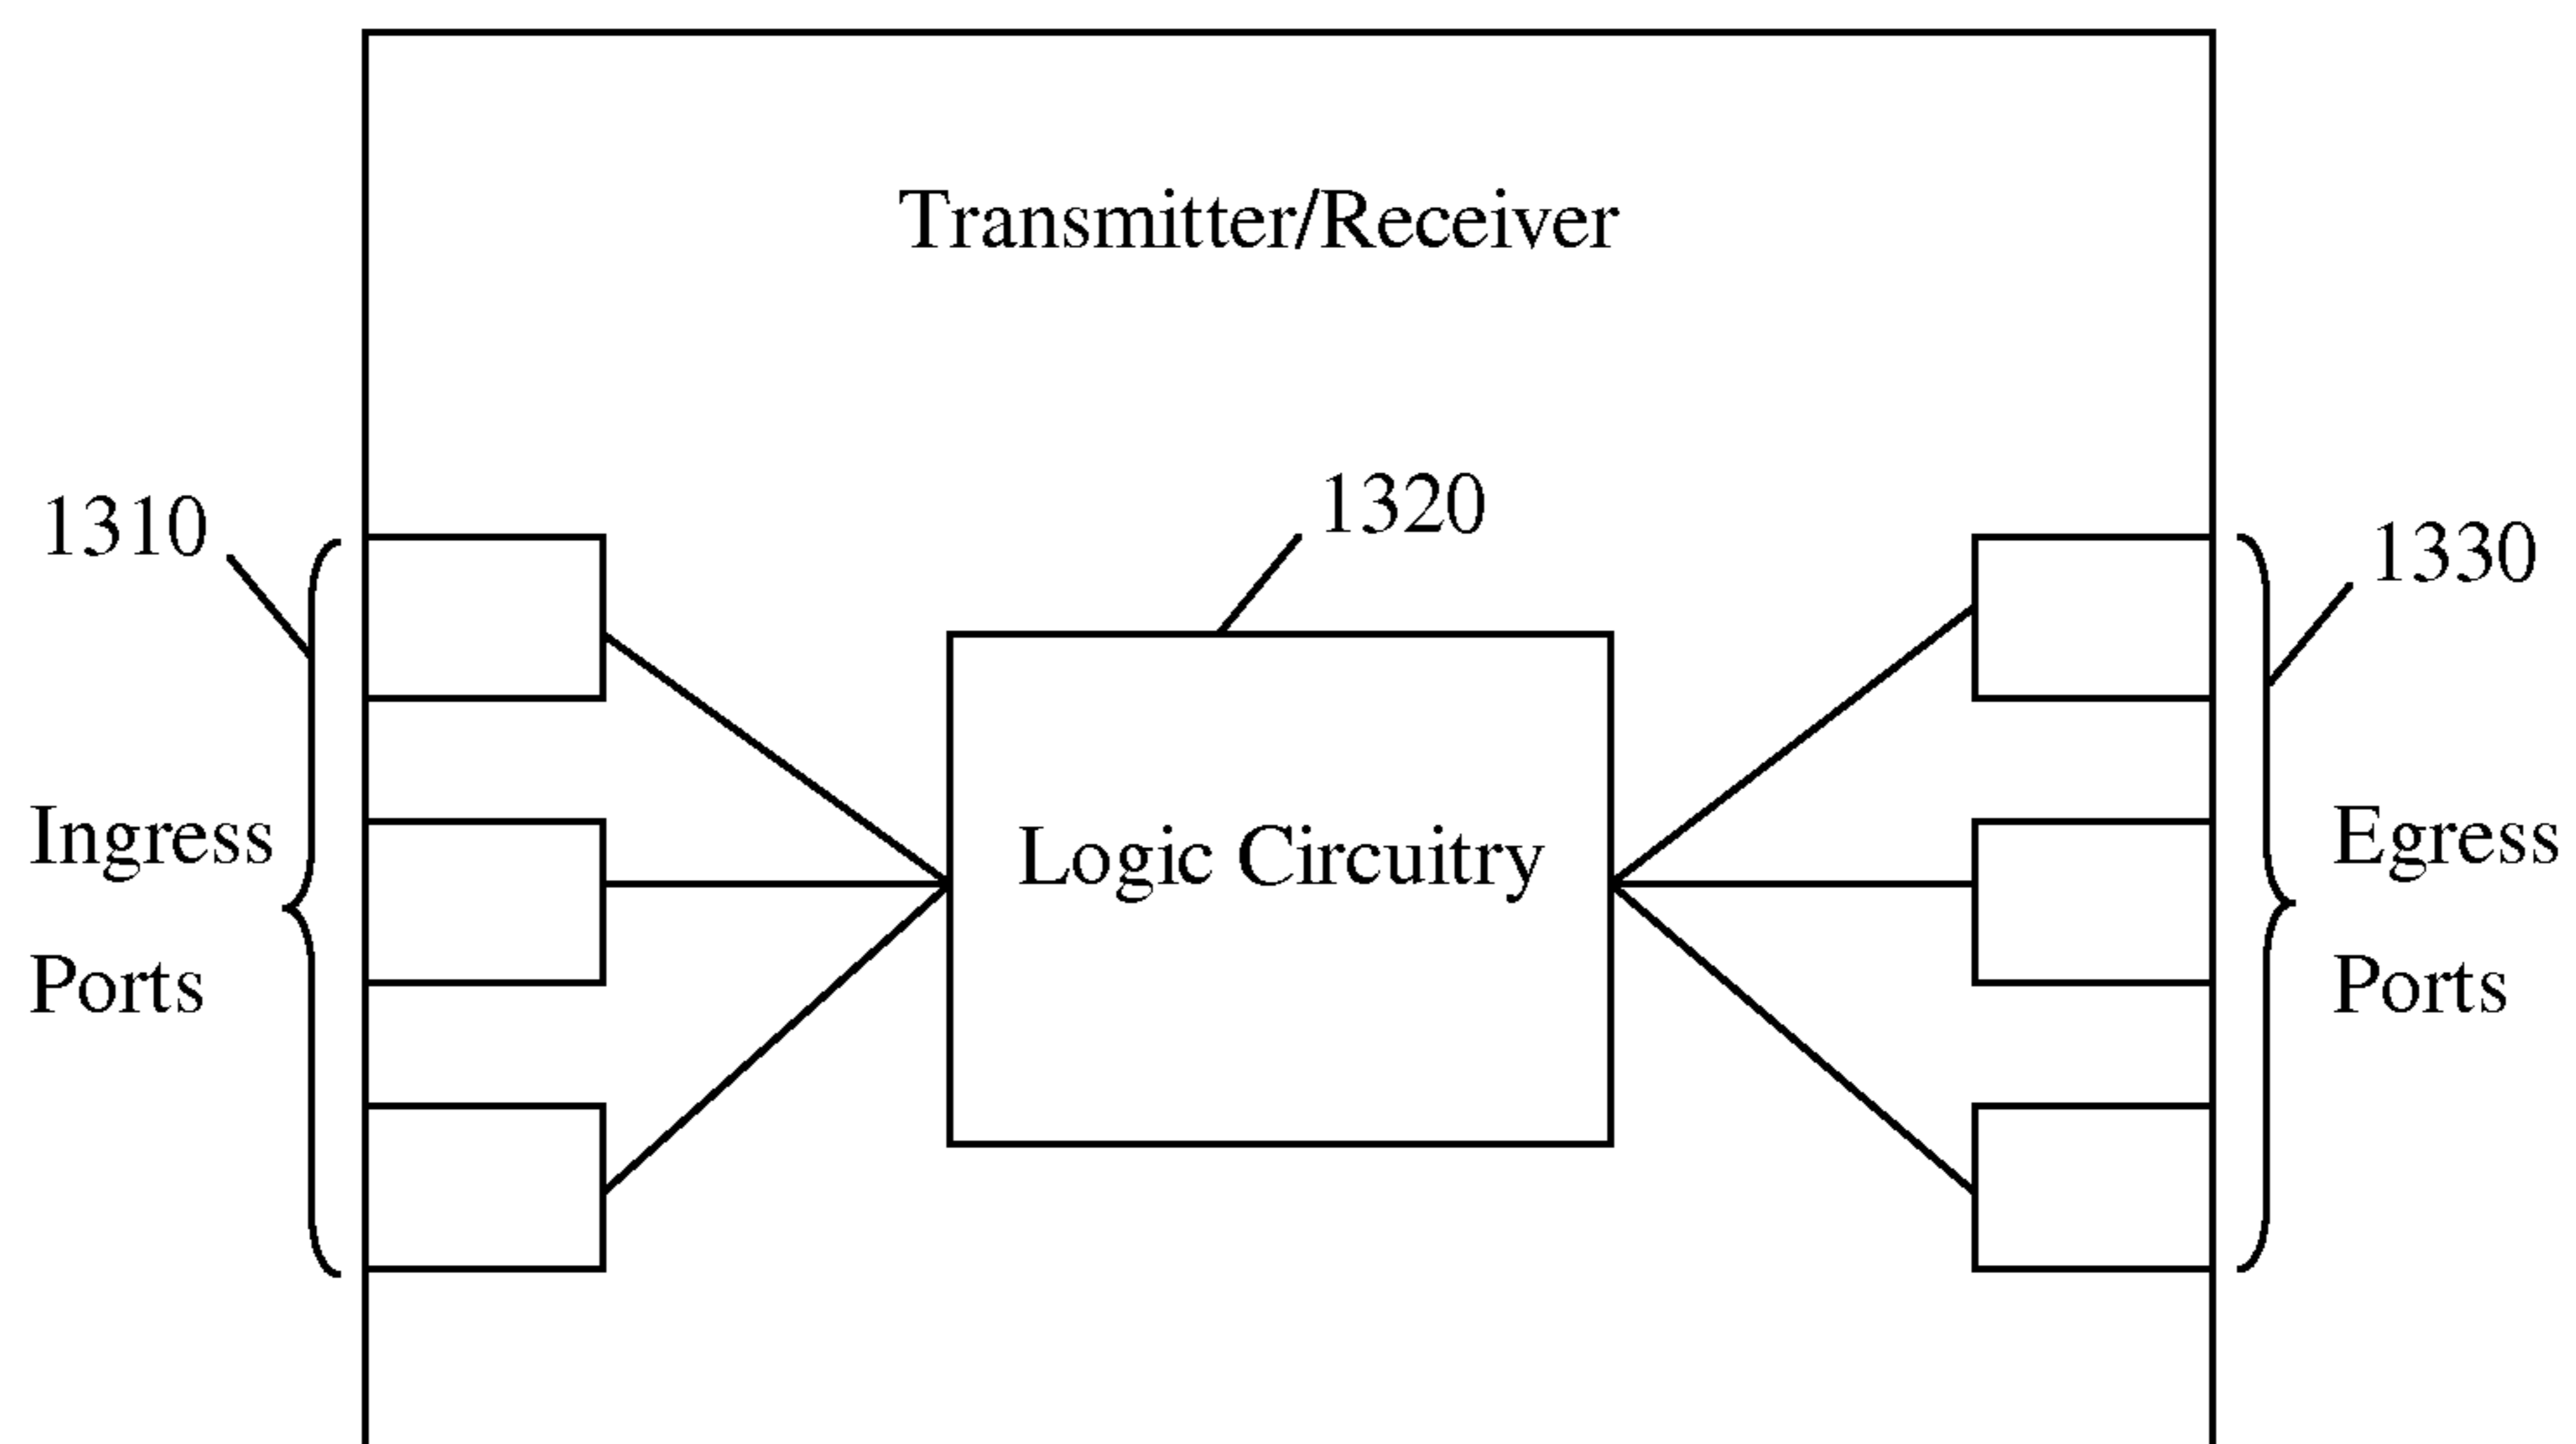 Transmitter/Receiver
1310
1320
1330
Ingress
Ports
Logic Circuitry
Egress
Ports